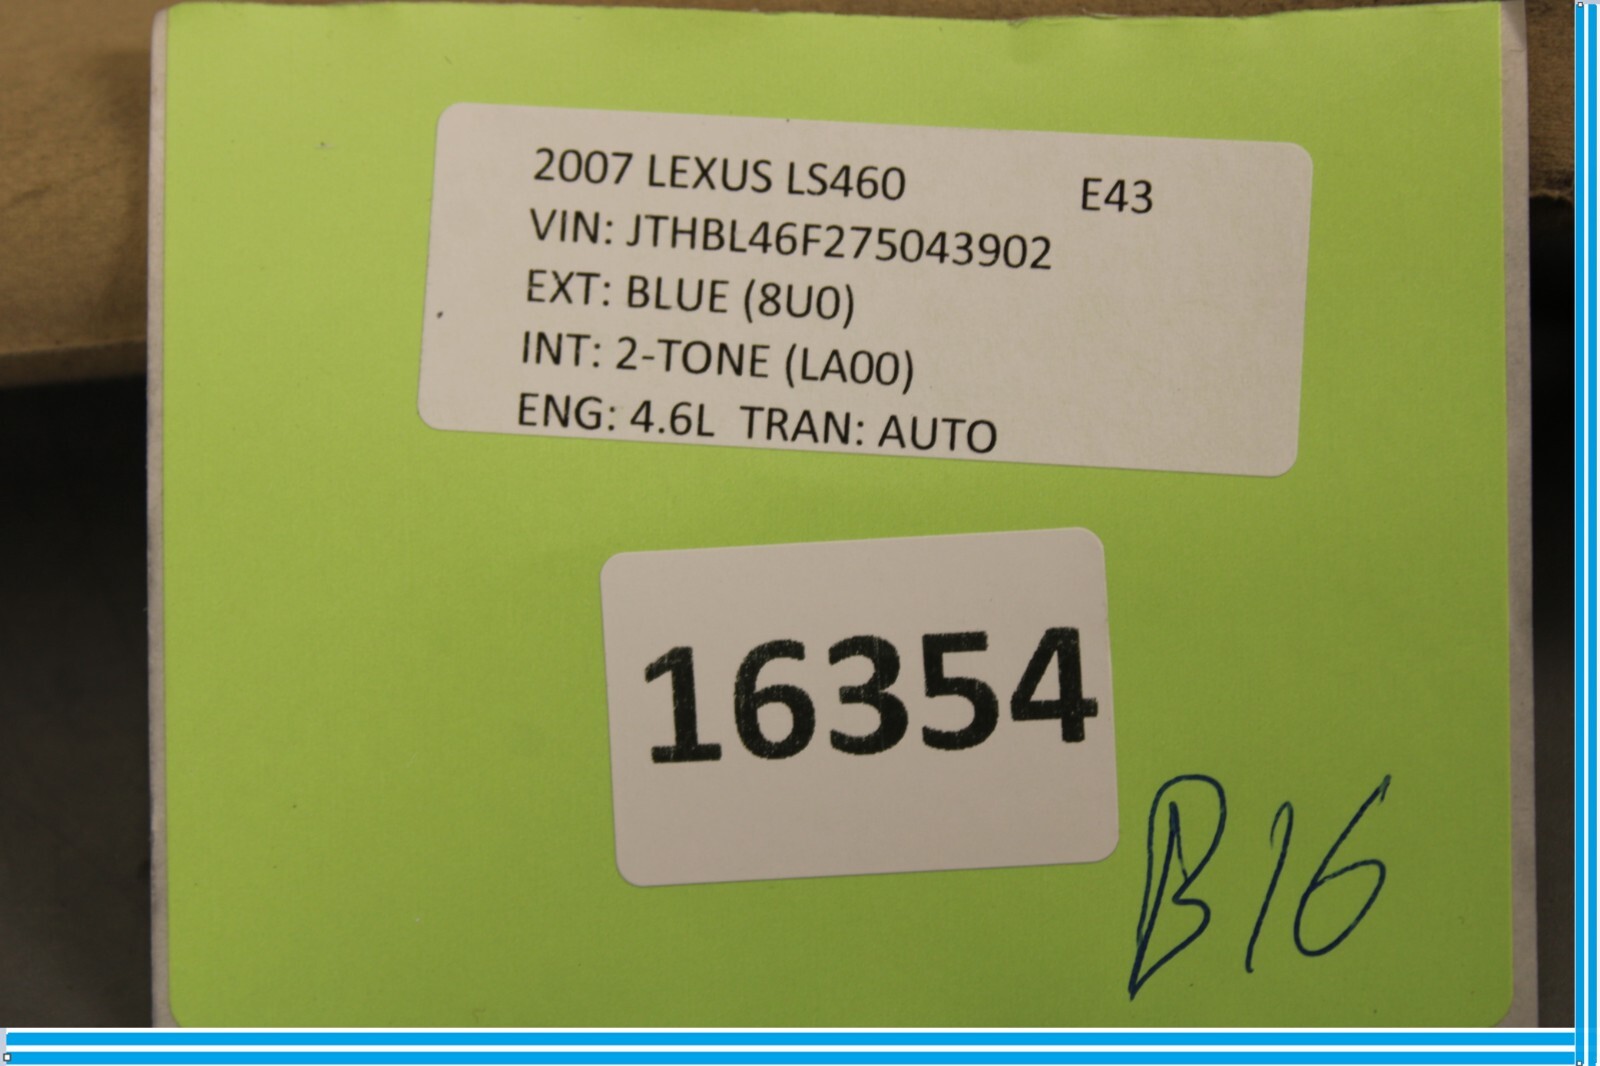 2007 LEXUS LS460 E43
VIN: JTHBL46F275043902
EXT: BLUE (8U0)
INT: 2-TONE (LA00)
ENG: 4.6L TRAN: AUTO
16354
B16